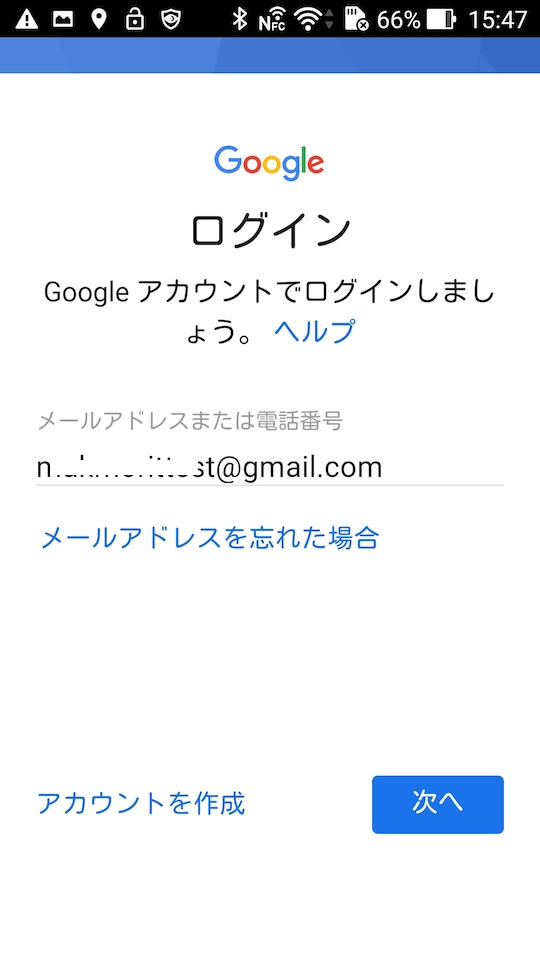 NFC 66% 15:47
Google
ログイン
Google アカウントでログインしまし
ょう。 ヘルプ
メールアドレスまたは電話番号
@gmail.com
メールアドレスを忘れた場合
アカウントを作成
次へ